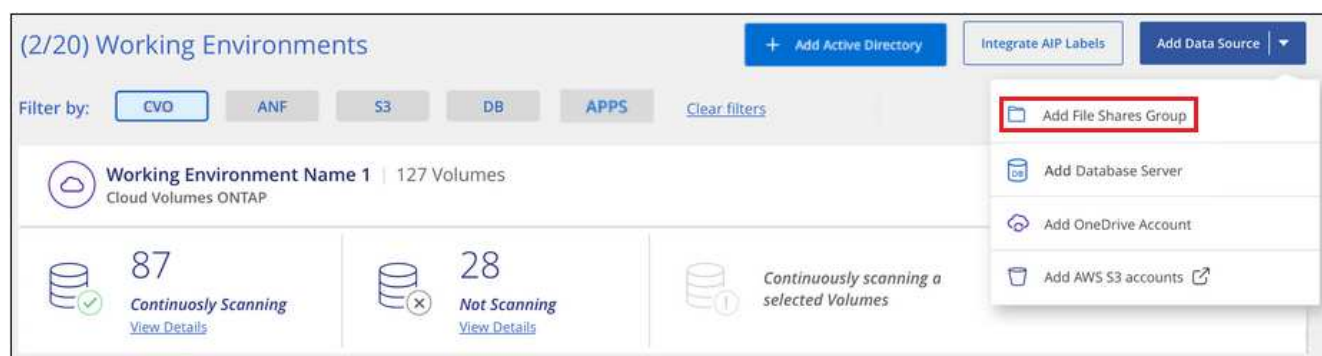 (2/20) Working Environments
+ Add Active Directory
Integrate AIP Labels
Add Data Source
Filter by:
CVO
ANF
S3
DB
APPS
Clear filters
Add File Shares Group
DB
Add Database Server
Add OneDrive Account
Add AWS S3 accounts
Working Environment Name 1 | 127 Volumes
Cloud Volumes ONTAP
87
Continuosly Scanning
View Details
28
Not Scanning
View Details
Continuously scanning a
selected Volumes